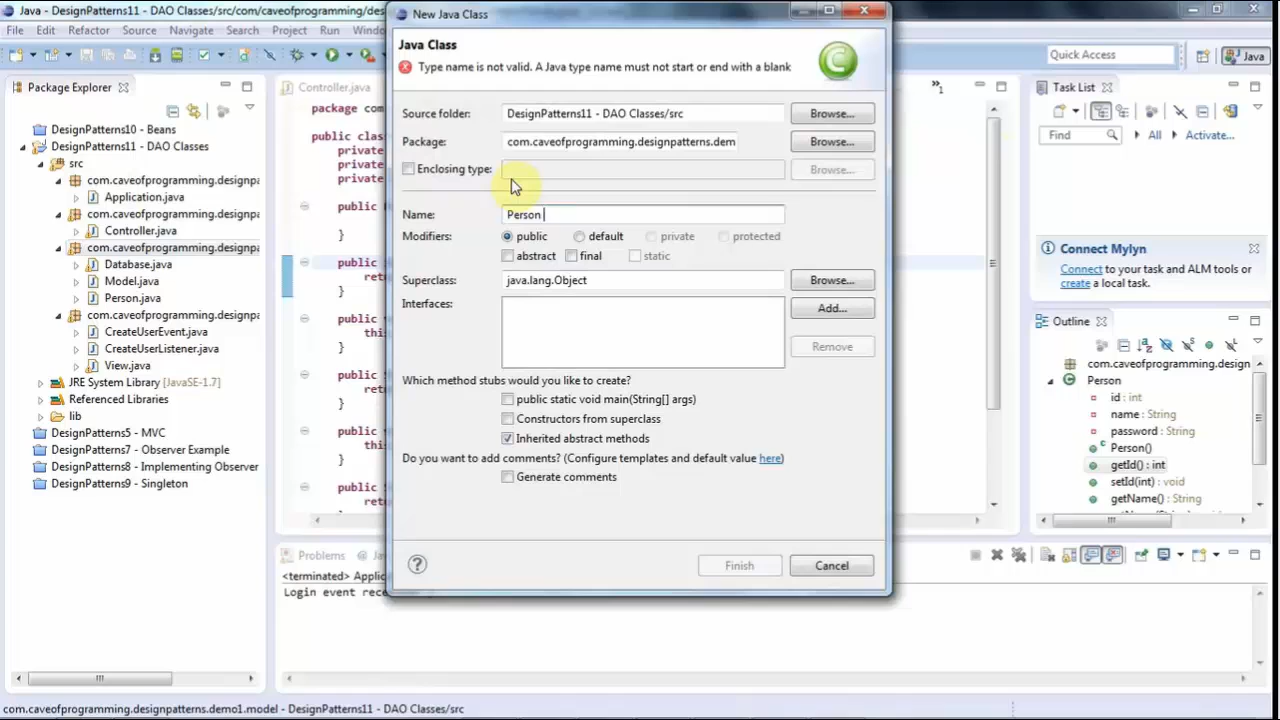 Java - DesignPatterns11 - DAO Classes/src/com/caveofprogramming/des
New Java Class
File Edit Refactor Source Navigate Search Project Run Windo
Quick Access
Java
Java Class
Type name is not valid. A Java type name must not start or end with a blank
Package Explorer
Controller.java
Task List
Source folder: DesignPatterns11 - DAO Classes/src Browse...
Package: com.caveofprogramming.designpatterns.dem Browse...
Enclosing type: Browse...
Name: Person
Modifiers: public default private protected
abstract final static
Superclass: java.lang.Object Browse...
Interfaces: Add...
Remove
Which method stubs would you like to create?
public static void main(String[] args)
Constructors from superclass
Inherited abstract methods
Do you want to add comments? (Configure templates and default value here)
Generate comments
? Finish Cancel
DesignPatterns10 - Beans
DesignPatterns11 - DAO Classes
src
com.caveofprogramming.designpa
Application.java
com.caveofprogramming.designpa
Controller.java
com.caveofprogramming.designpa
Database.java
Model.java
Person.java
com.caveofprogramming.designpa
CreateUserEvent.java
CreateUserListener.java
View.java
JRE System Library [JavaSE-1.7]
Referenced Libraries
lib
DesignPatterns5 - MVC
DesignPatterns7 - Observer Example
DesignPatterns8 - Implementing Observer
DesignPatterns9 - Singleton
package com
public clas
private
private
private
public
}
public
ret
}
public
thi
}
public
ret
}
public
thi
}
public
ret
»1
Find All Activate...
Connect Mylyn
Connect to your task and ALM tools or
create a local task.
Outline
com.caveofprogramming.design
Person
id : int
name : String
password : String
Person()
getId() : int
setId(int) : void
getName() : String
Problems
<terminated> Applic
Login event rece
com.caveofprogramming.designpatterns.demo1.model - DesignPatterns11 - DAO Classes/src